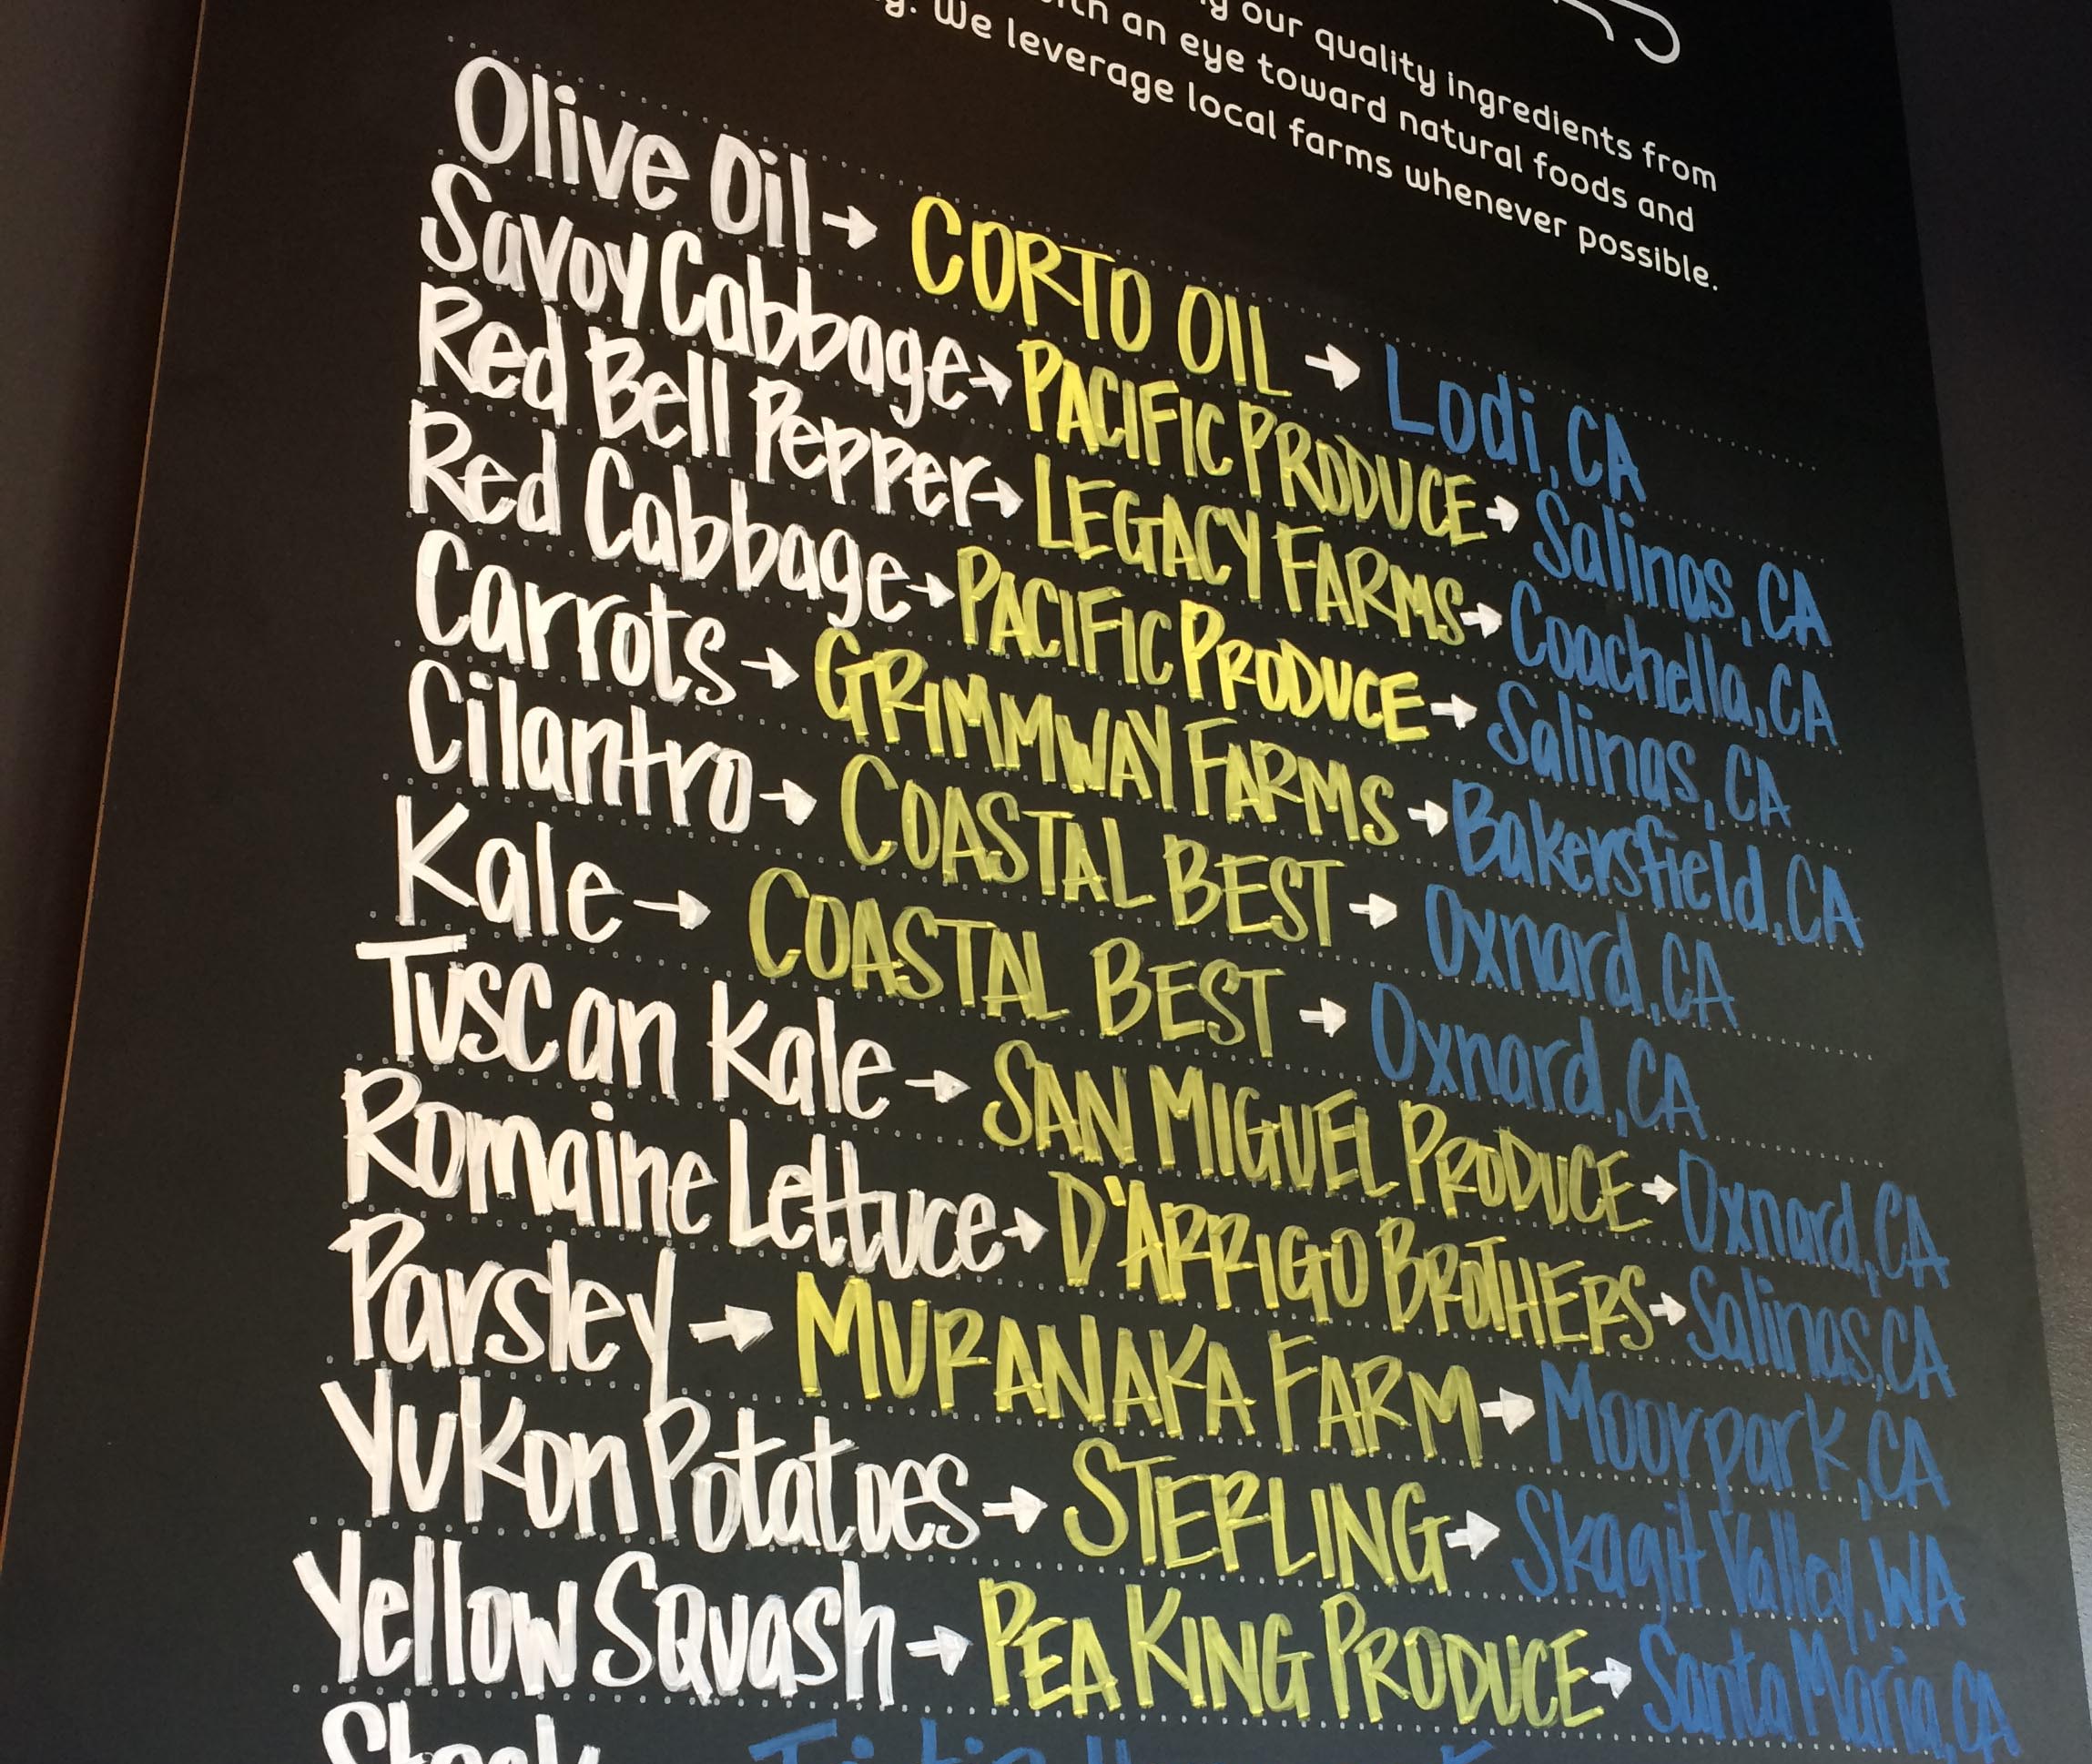 our quality ingredients from
an eye toward natural foods and
We leverage local farms whenever possible.
Olive Oil → CORTO OIL → Lodi, CA
Savoy Cabbage → PACIFIC PRODUCE → Salinas, CA
Red Bell Pepper → LEGACY FARMS → Coachella, CA
Red Cabbage → PACIFIC PRODUCE → Salinas, CA
Carrots → GRIMMWAY FARMS → Bakersfield, CA
Cilantro → COASTAL BEST → Oxnard, CA
Kale → COASTAL BEST → Oxnard, CA
Tuscan Kale → SAN MIGUEL PRODUCE → Oxnard, CA
Romaine Lettuce → D'ARRIGO BROTHERS → Salinas, CA
Parsley → MURANAKA FARM → Moorpark, CA
Yukon Potatoes → STERLING → Skagit Valley, WA
Yellow Squash → PEA KING PRODUCE → Santa Maria, CA